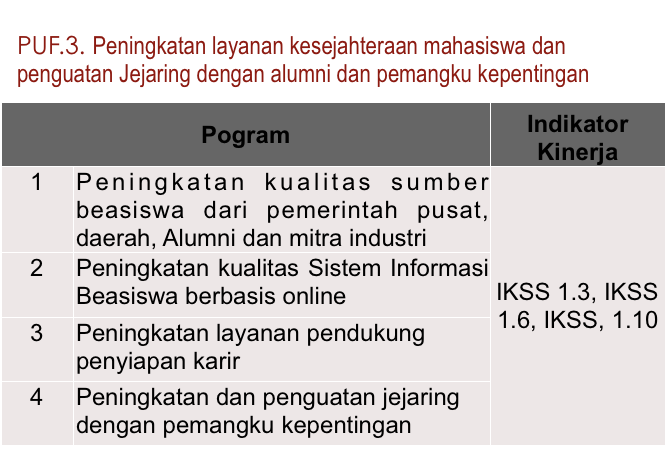 PUF.3. Peningkatan layanan kesejahteraan mahasiswa dan
penguatan Jejaring dengan alumni dan pemangku kepentingan
Pogram
Indikator
Kinerja
1 Peningkatan kualitas sumber
beasiswa dari pemerintah pusat,
daerah, Alumni dan mitra industri
2 Peningkatan kualitas Sistem Informasi
Beasiswa berbasis online
3 Peningkatan layanan pendukung
penyiapan karir
4 Peningkatan dan penguatan jejaring
dengan pemangku kepentingan
IKSS 1.3, IKSS
1.6, IKSS, 1.10